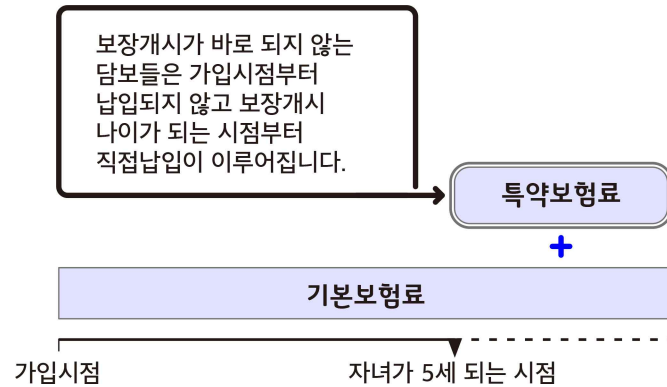 보장개시가 바로 되지 않는
담보들은 가입시점부터
납입되지 않고 보장개시
나이가 되는 시점부터
직접납입이 이루어집니다.
특약보험료
+
기본보험료
가입시점
자녀가 5세 되는 시점